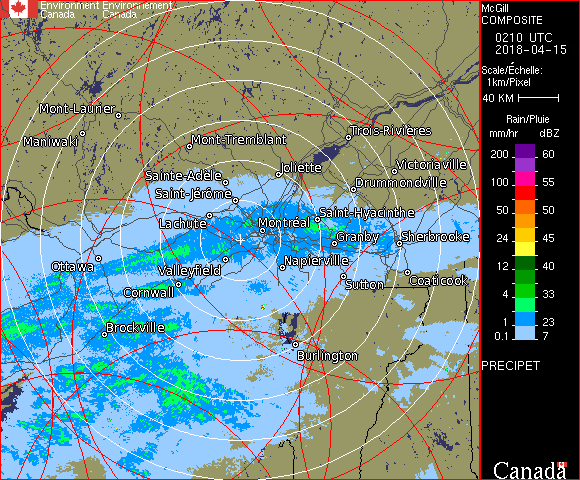 Environment Environnement
Canada Canada
McGill
COMPOSITE
0210 UTC
2018-04-15
Scale/Échelle:
1km/Pixel
40 KM
Rain/Pluie
mm/hr dBZ
200 60
100 55
50 50
24 45
12 40
4 33
1 23
0.1 7
PRECIPET
Canada
Mont-Laurier
Maniwaki
Mont-Tremblant
Trois-Rivières
Joliette
Victoriaville
Sainte-Adèle
Drummondville
Saint-Jérôme
Saint-Hyacinthe
Lachute
Montréal
Granby
Sherbrooke
Ottawa
Valleyfield
Napierville
Coaticook
Sutton
Cornwall
Brockville
Burlington